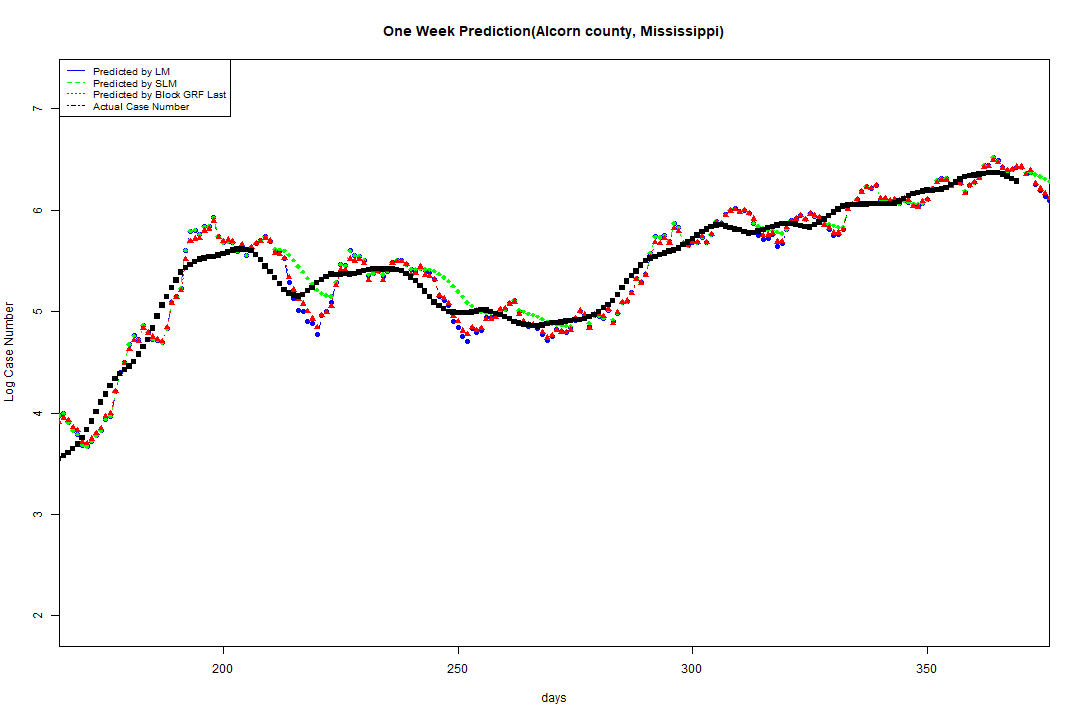 One Week Prediction(Alcorn county, Mississippi)
Predicted by LM
Predicted by SLM
Predicted by Block GRF Last
Actual Case Number
7
6
5
4
3
2
Log Case Number
200 250 300 350
days